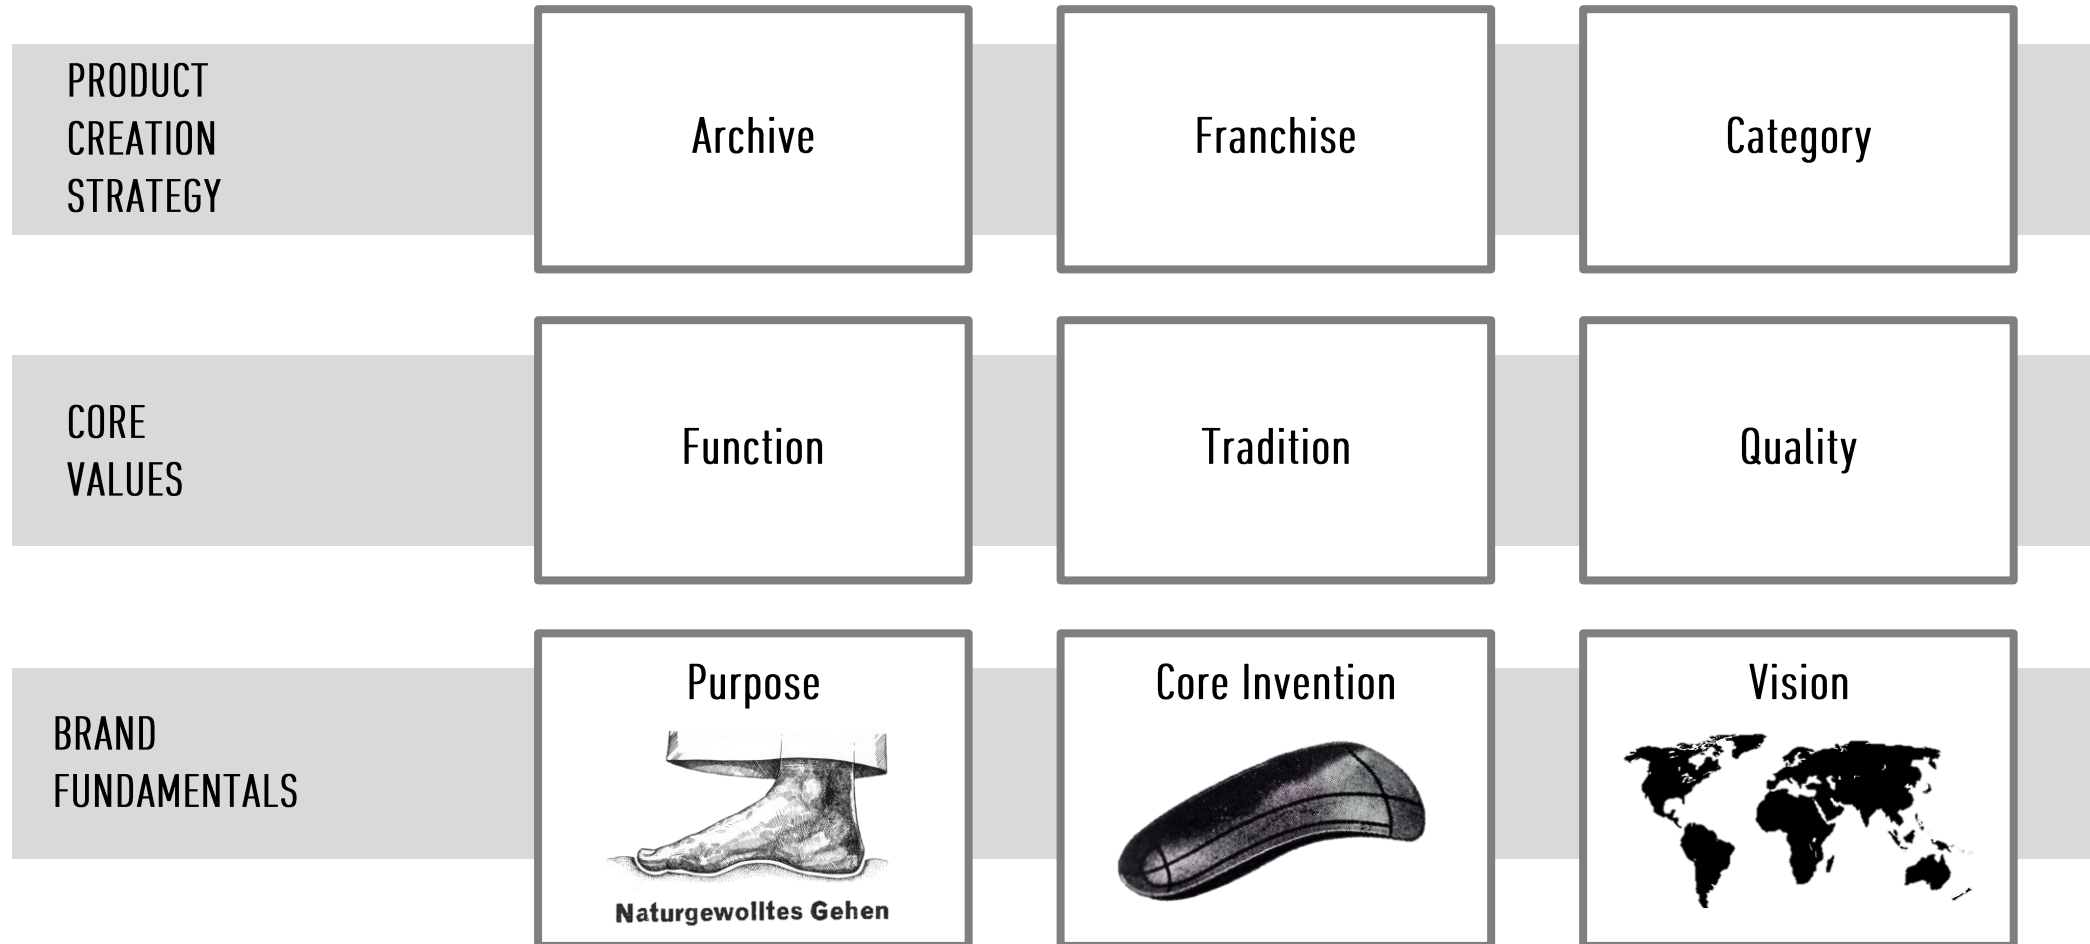 PRODUCT
CREATION
STRATEGY
Archive
Franchise
Category
CORE
VALUES
Function
Tradition
Quality
BRAND
FUNDAMENTALS
Purpose
Naturgewolltes Gehen
Core Invention
Vision